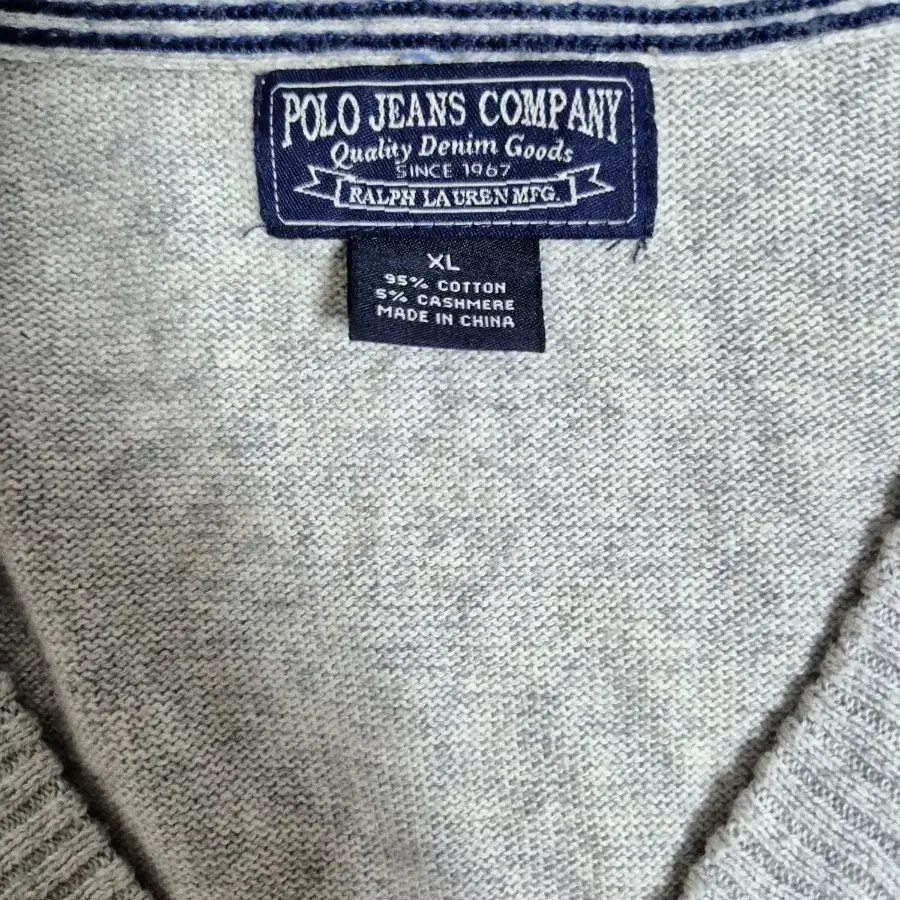 POLO JEANS COMPANY
Quality Denim Goods
SINCE 1967
RALPH LAUREN MFG.
XL
95% COTTON
5% CASHMERE
MADE IN CHINA